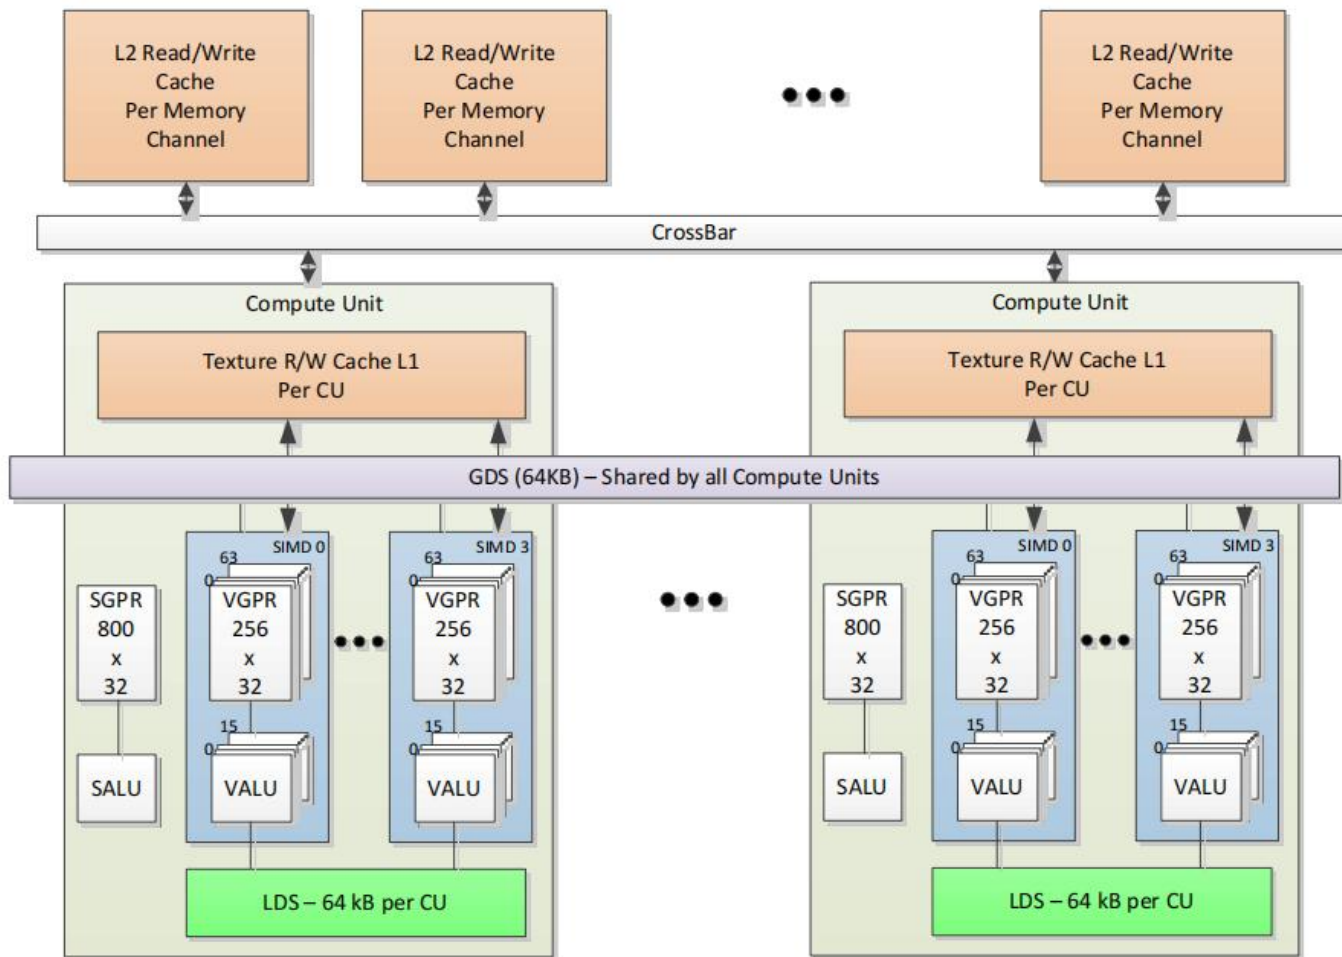 L2 Read/Write
Cache
Per Memory
Channel
L2 Read/Write
Cache
Per Memory
Channel
L2 Read/Write
Cache
Per Memory
Channel
CrossBar
Compute Unit
Texture R/W Cache L1
Per CU
Compute Unit
Texture R/W Cache L1
Per CU
GDS (64KB) – Shared by all Compute Units
SGPR
800
x
32
SALU
SIMD 0
63
0
VGPR
256
x
32
15
0
VALU
SIMD 3
63
0
VGPR
256
x
32
15
0
VALU
LDS – 64 kB per CU
SGPR
800
x
32
SALU
SIMD 0
63
0
VGPR
256
x
32
15
0
VALU
SIMD 3
63
0
VGPR
256
x
32
15
0
VALU
LDS – 64 kB per CU